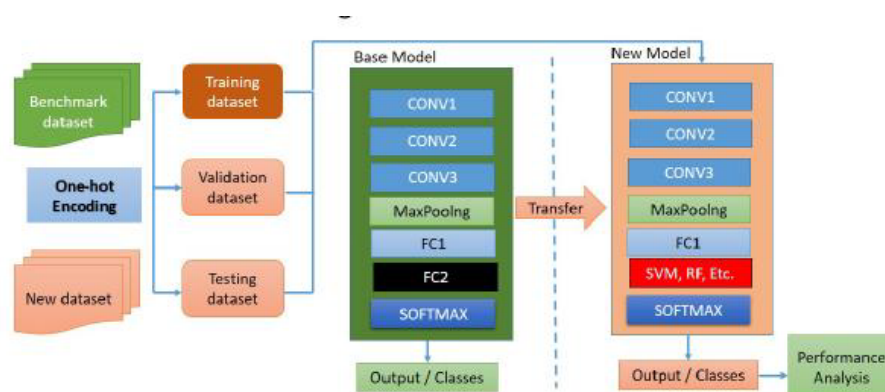 Base Model
New Model
Benchmark
dataset
One-hot
Encoding
New dataset
Training
dataset
Validation
dataset
Testing
dataset
CONV1
CONV2
CONV3
MaxPoolng
FC1
FC2
SOFTMAX
Output / Classes
Transfer
CONV1
CONV2
CONV3
MaxPoolng
FC1
SVM, RF, Etc.
SOFTMAX
Output / Classes
Performance
Analysis